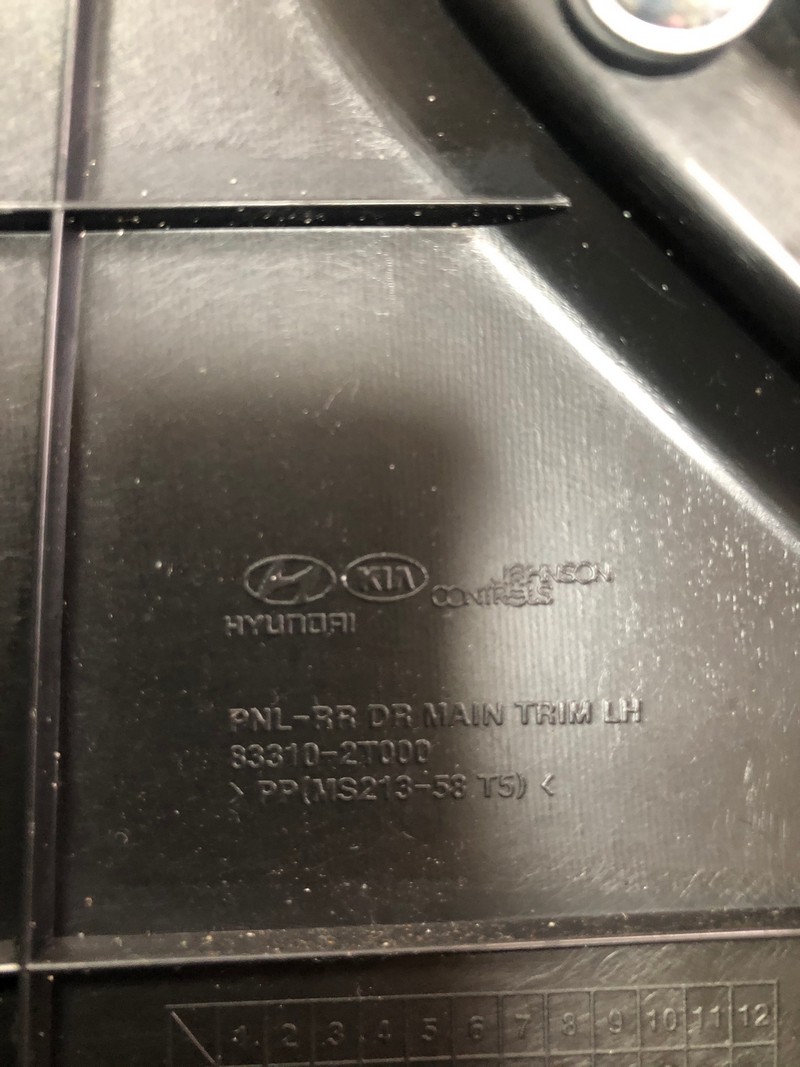 KIA
JOHNSON
CONTROLS
HYUNDAI
PNL-RR DR MAIN TRIM LH
83310-2T000
> PP(MS213-58 T5) <
1 2 3 4 5 6 7 8 9 10 11 12